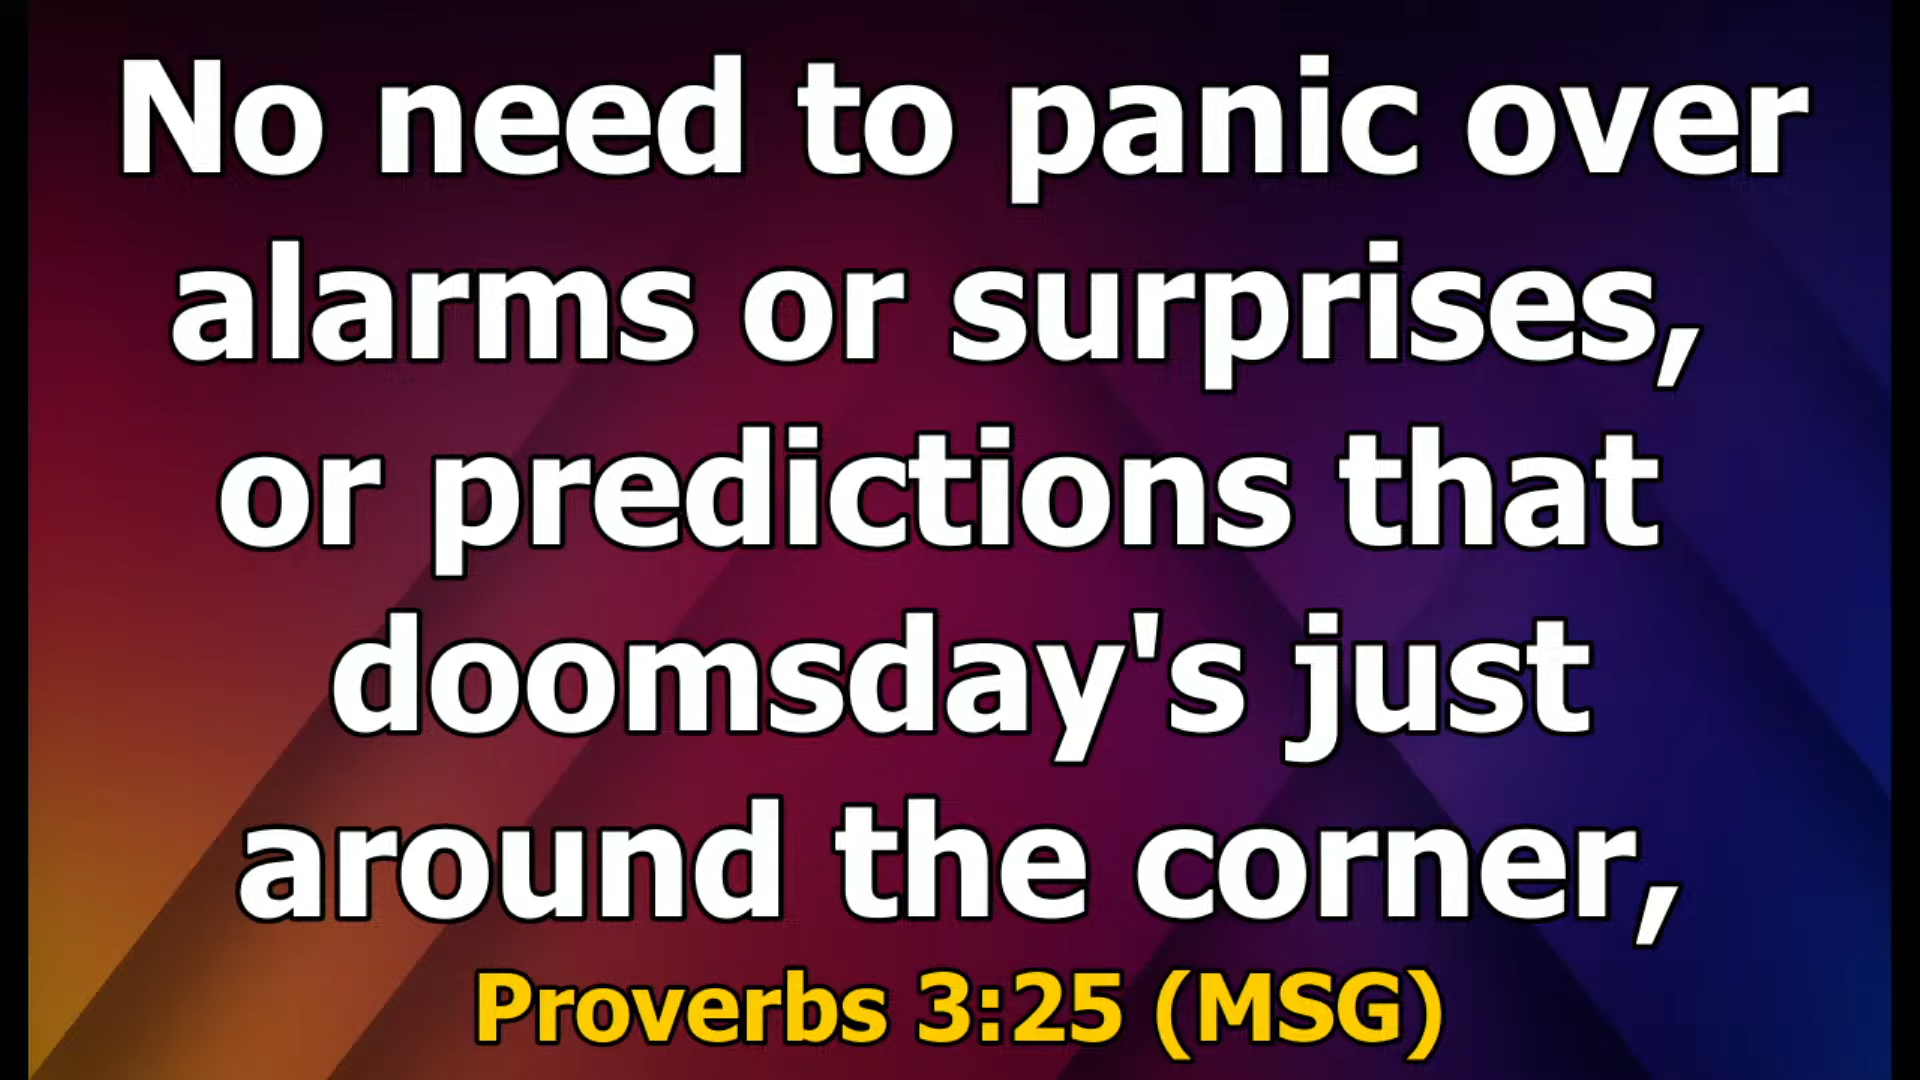 No need to panic over
alarms or surprises,
or predictions that
doomsday's just
around the corner,
Proverbs 3:25 (MSG)